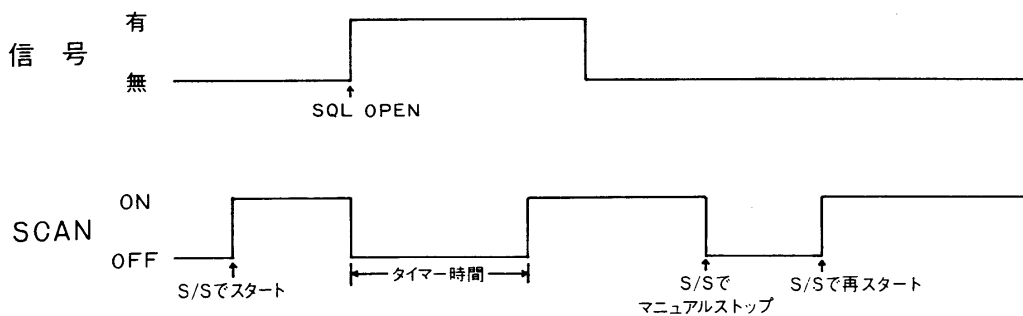 有
信 号
無
SQL OPEN
ON
SCAN
OFF
S/Sでスタート
タイマー時間
S/Sで
マニュアルストップ
S/Sで再スタート